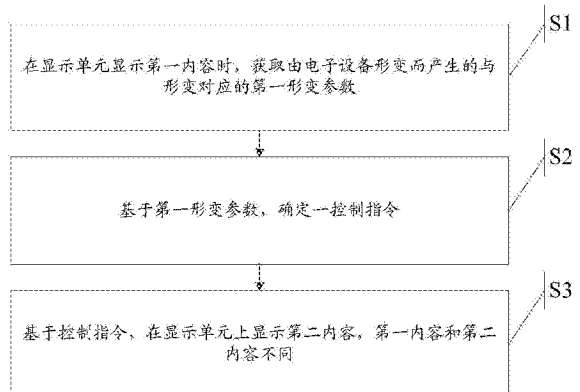 S1
在显示单元显示第一内容时，获取由电子设备形变而产生的与
形变对应的第一形变参数
S2
基于第一形变参数，确定一控制指令
S3
基于控制指令，在显示单元上显示第二内容，第一内容和第二
内容不同